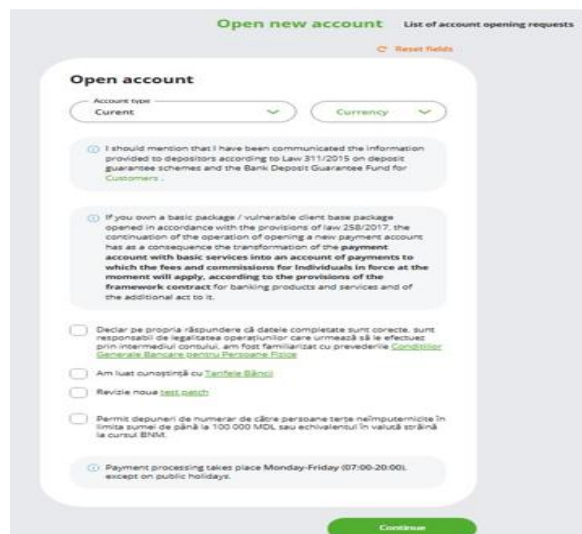 Open new account
List of account opening requests
Reset fields
Open account
Account type
Curent
Currency
I should mention that I have been communicated the information
provided to depositors according to Law 311/2015 on deposit
guarantee schemes and the Bank Deposit Guarantee Fund for
Customers .
If you own a basic package / vulnerable client base package
opened in accordance with the provisions of law 258/2017, the
continuation of the operation of opening a new payment account
has as a consequence the transformation of the payment
account with basic services into an account of payments to
which the fees and commissions for Individuals in force at the
moment will apply, according to the provisions of the
framework contract for banking products and services and of
the additional act to it.
Declar pe propria răspundere că datele completate sunt corecte, sunt
responsabil de legalitatea operațiunilor care urmează să le efectuez
prin intermediul contului, am fost familiarizat cu prevederile Condițiilor
Generale Bancare pentru Persoane Fizice
Am luat cunoștință cu Tarifele Băncii
Revizie noua test patch
Permit depuneri de numerar de către persoane terțe neîmputernicite în
limita sumei de până la 100 000 MDL sau echivalentul în valută străină
la cursul BNM.
Payment processing takes place Monday-Friday (07:00-20:00),
except on public holidays.
Continue